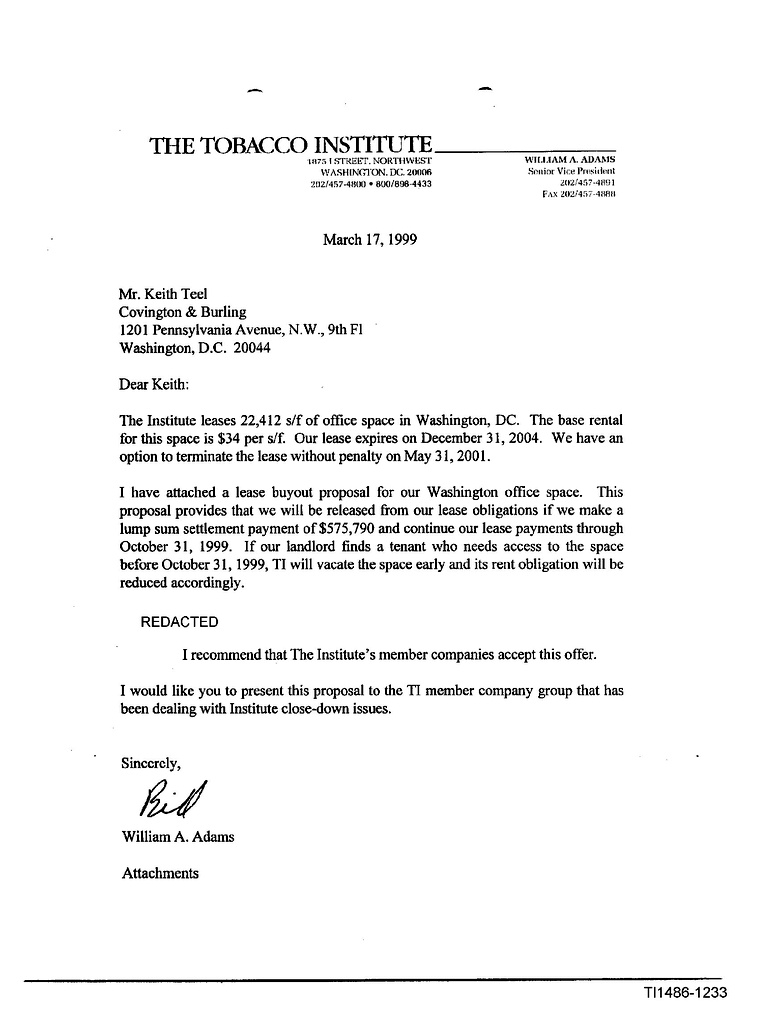 THE TOBACCO INSTITUTE
1875 I STREET, NORTHWEST
WASHINGTON, DC. 20006
202/457-4800 • 800/898-4433
WILLIAM A. ADAMS
Senior Vice President
202/457-4891
FAX 202/457-4888
March 17, 1999
Mr. Keith Teel
Covington & Burling
1201 Pennsylvania Avenue, N.W., 9th Fl
Washington, D.C. 20044
Dear Keith:
The Institute leases 22,412 s/f of office space in Washington, DC. The base rental
for this space is $34 per s/f. Our lease expires on December 31, 2004. We have an
option to terminate the lease without penalty on May 31, 2001.
I have attached a lease buyout proposal for our Washington office space. This
proposal provides that we will be released from our lease obligations if we make a
lump sum settlement payment of $575,790 and continue our lease payments through
October 31, 1999. If our landlord finds a tenant who needs access to the space
before October 31, 1999, TI will vacate the space early and its rent obligation will be
reduced accordingly.
REDACTED
I recommend that The Institute's member companies accept this offer.
I would like you to present this proposal to the TI member company group that has
been dealing with Institute close-down issues.
Sincerely,
Bill
William A. Adams
Attachments
TI1486-1233